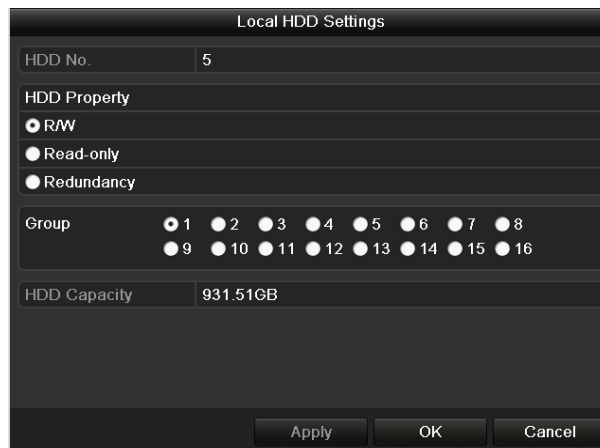 Local HDD Settings
HDD No. 5
HDD Property
R/W
Read-only
Redundancy
Group 1 2 3 4 5 6 7 8
9 10 11 12 13 14 15 16
HDD Capacity 931.51GB
Apply OK Cancel